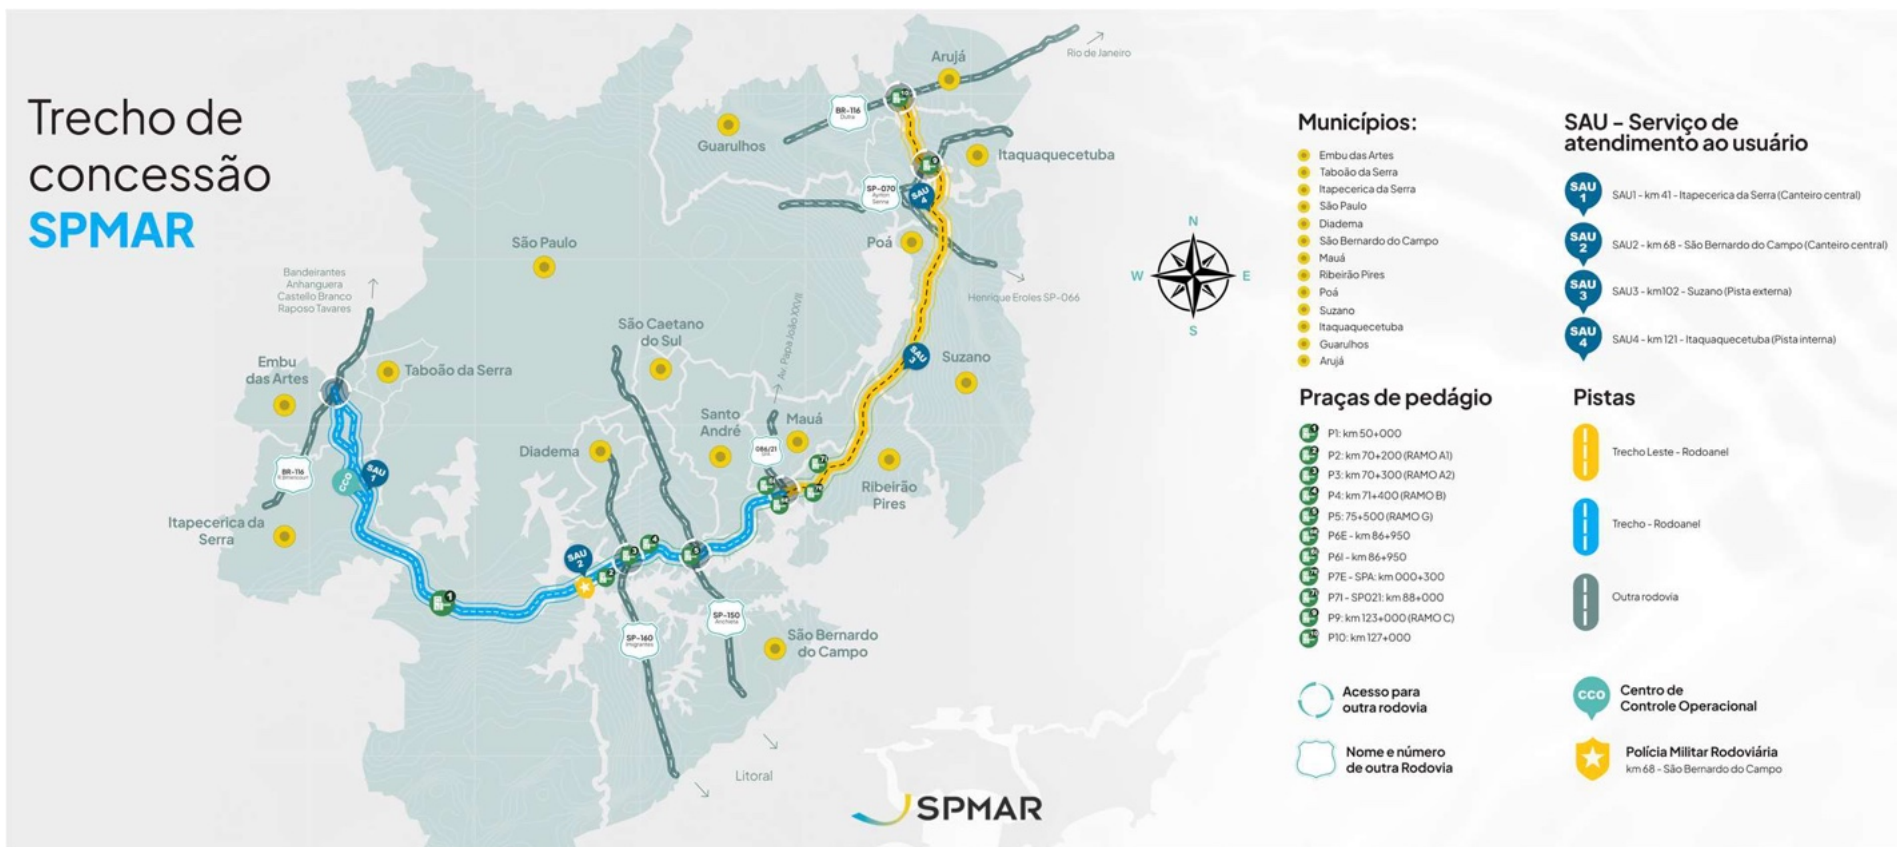 Trecho de
concessão
SPMAR
Arujá
Rio de Janeiro
BR-116
Dutra
Guarulhos
Itaquaquecetuba
SP-070
Ayrton
Senna
SAU
4
Poá
São Paulo
Henrique Eroles SP-066
Bandeirantes
Anhanguera
Castello Branco
Raposo Tavares
São Caetano
do Sul
Av. Papa João XXVII
SAU
3
Suzano
Embu
das Artes
Taboão da Serra
Santo
André
Mauá
Diadema
086/21
BR-116
CCO
SAU
1
Ribeirão
Pires
Itapecerica da
Serra
SAU
2
SP-160
Imigrantes
SP-150
Anchieta
São Bernardo
do Campo
Litoral
SPMAR
N
W
E
S
Municípios:
Embu das Artes
Taboão da Serra
Itapecerica da Serra
São Paulo
Diadema
São Bernardo do Campo
Mauá
Ribeirão Pires
Poá
Suzano
Itaquaquecetuba
Guarulhos
Arujá
Praças de pedágio
P1: km 50+000
P2: km 70+200 (RAMO A1)
P3: km 70+300 (RAMO A2)
P4: km 71+400 (RAMO B)
P5: 75+500 (RAMO G)
P6E - km 86+950
P6I - km 86+950
P7E - SPA: km 000+300
P7I - SP021: km 88+000
P9: km 123+000 (RAMO C)
P10: km 127+000
Acesso para
outra rodovia
Nome e número
de outra Rodovia
SAU - Serviço de
atendimento ao usuário
SAU
1
SAU1 - km 41 - Itapecerica da Serra (Canteiro central)
SAU
2
SAU2 - km 68 - São Bernardo do Campo (Canteiro central)
SAU
3
SAU3 - km102 - Suzano (Pista externa)
SAU
4
SAU4 - km 121 - Itaquaquecetuba (Pista interna)
Pistas
Trecho Leste - Rodoanel
Trecho - Rodoanel
Outra rodovia
CCO
Centro de
Controle Operacional
Polícia Militar Rodoviária
km 68 - São Bernardo do Campo